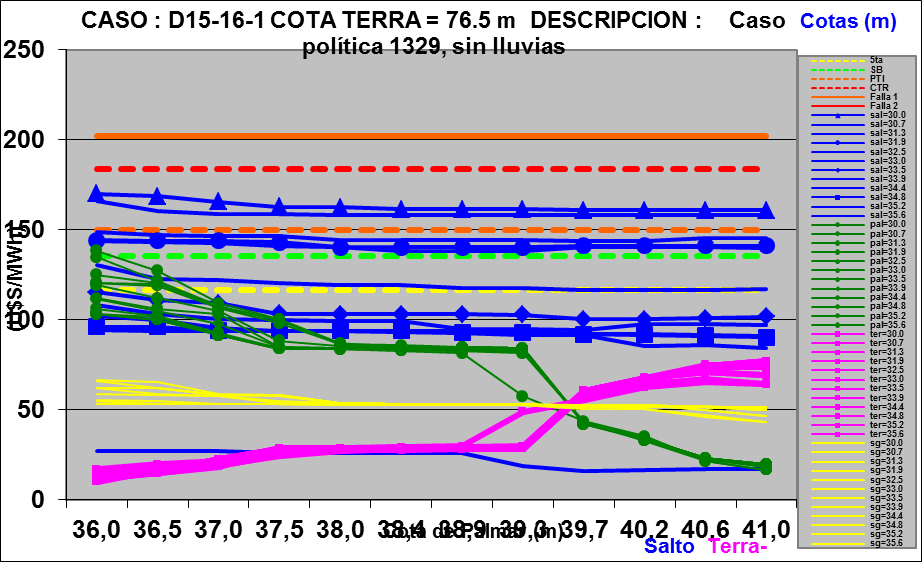 CASO : D15-16-1 COTA TERRA = 76.5 m DESCRIPCION : Caso
política 1329, sin lluvias
Cotas (m)
250
200
150
100
50
0
36,0 36,5 37,0 37,5 38,0 38,4 38,9 39,3 39,7 40,2 40,6 41,0
Salto Terra-
5ta
SB
PTI
CTR
Falla 1
Falla 2
sal=30.0
sal=30.7
sal=31.3
sal=31.9
sal=32.5
sal=33.0
sal=33.5
sal=33.9
sal=34.4
sal=34.8
sal=35.2
sal=35.6
pal=30.0
pal=30.7
pal=31.3
pal=31.9
pal=32.5
pal=33.0
pal=33.5
pal=33.9
pal=34.4
pal=34.8
pal=35.2
pal=35.6
ter=30.0
ter=30.7
ter=31.3
ter=31.9
ter=32.5
ter=33.0
ter=33.5
ter=33.9
ter=34.4
ter=34.8
ter=35.2
ter=35.6
sg=30.0
sg=30.7
sg=31.3
sg=31.9
sg=32.5
sg=33.0
sg=33.5
sg=33.9
sg=34.4
sg=34.8
sg=35.2
sg=35.6